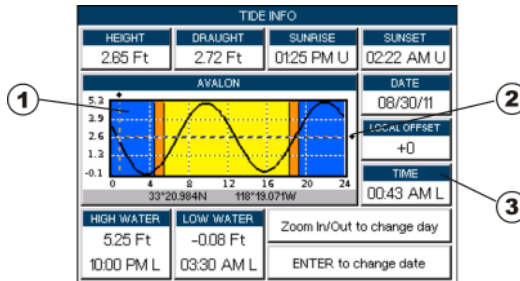 TIDE INFO
HEIGHT DRAUGHT SUNRISE SUNSET
2.65 Ft 2.72 Ft 01:25 PM U 02:22 AM U
AVALON
DATE
08/30/11
LOCAL OFFSET
+0
TIME
00:43 AM L
5.2
3.9
2.6
1.3
-0.1
0 4 8 12 16 20 24
33°20.984N 118°19.071W
HIGH WATER LOW WATER
5.25 Ft -0.08 Ft
10:00 PM L 03:30 AM L
Zoom In/Out to change day
ENTER to change date
1
2
3